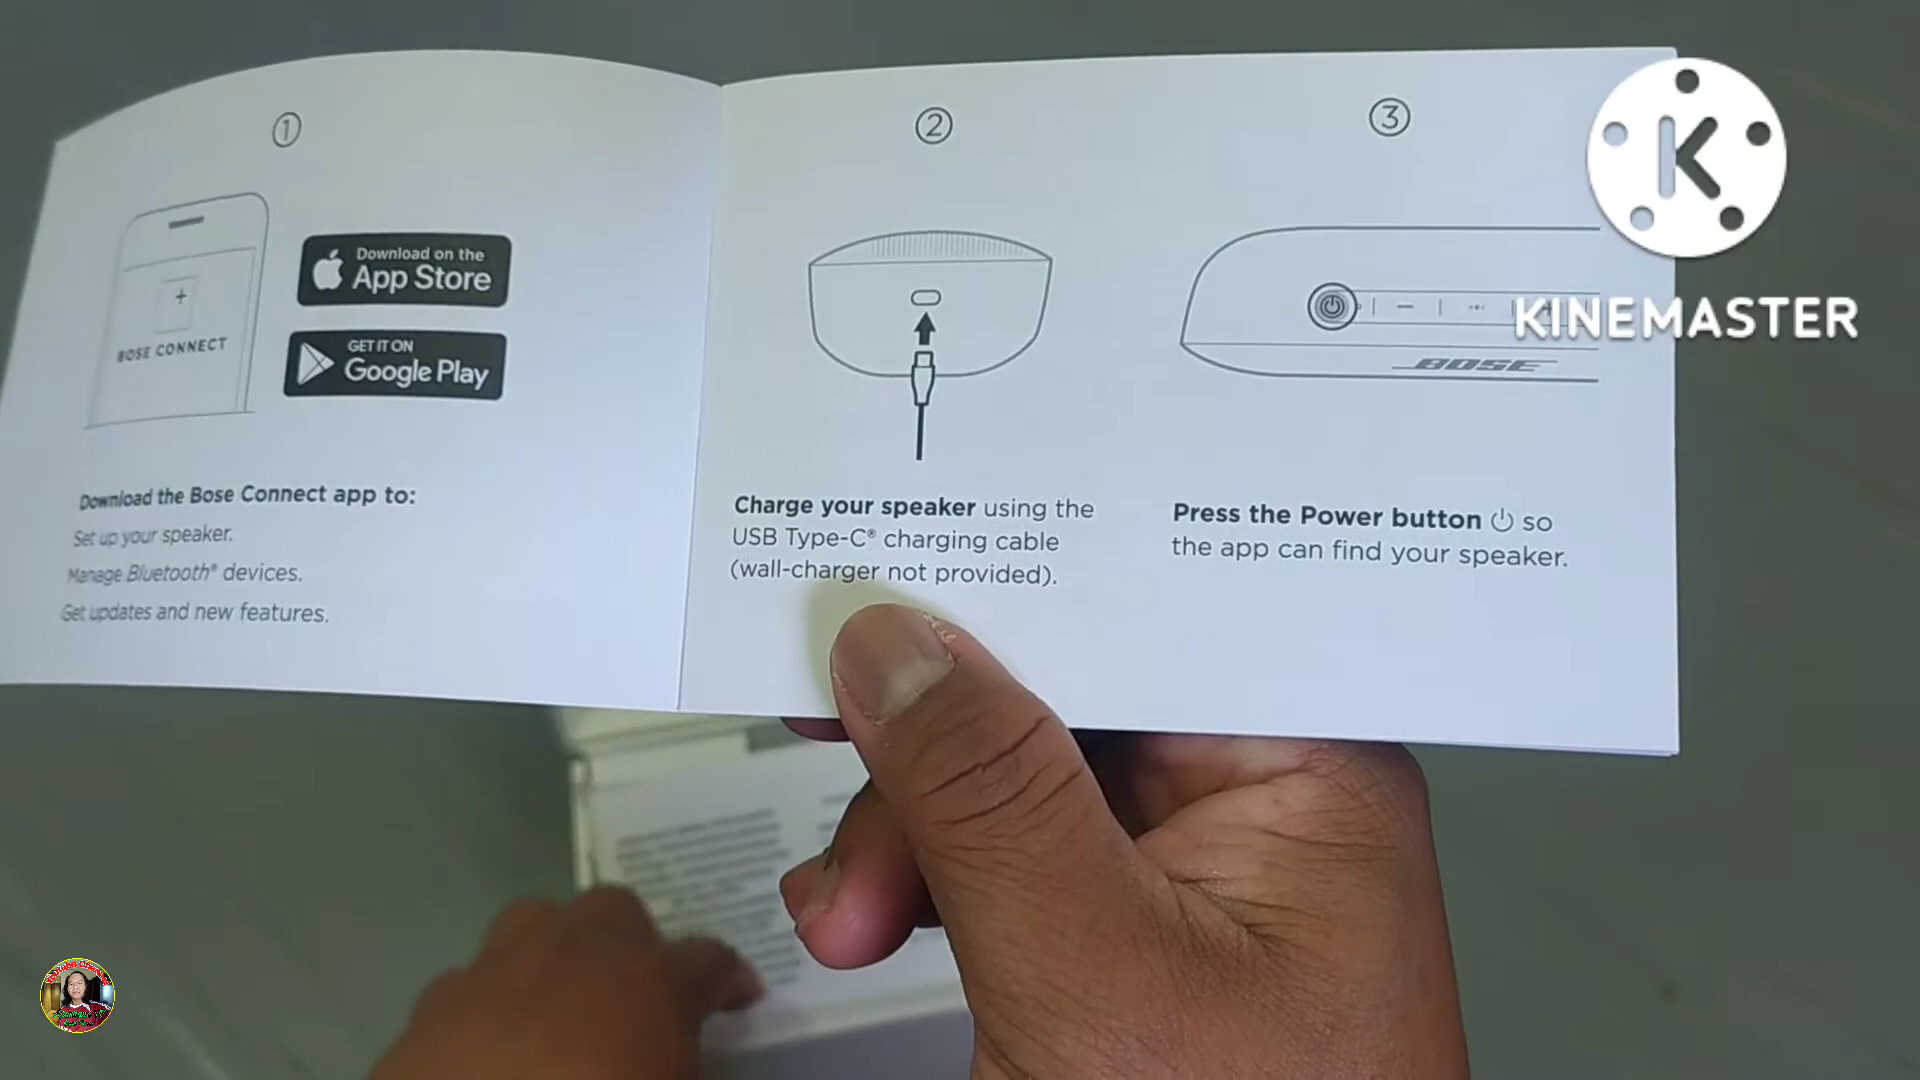 1
BOSE CONNECT
Download on the
App Store
GET IT ON
Google Play
Download the Bose Connect app to:
Set up your speaker.
Manage Bluetooth® devices.
Get updates and new features.
2
Charge your speaker using the
USB Type-C® charging cable
(wall-charger not provided).
3
BOSE
Press the Power button so
the app can find your speaker.
K
KINEMASTER